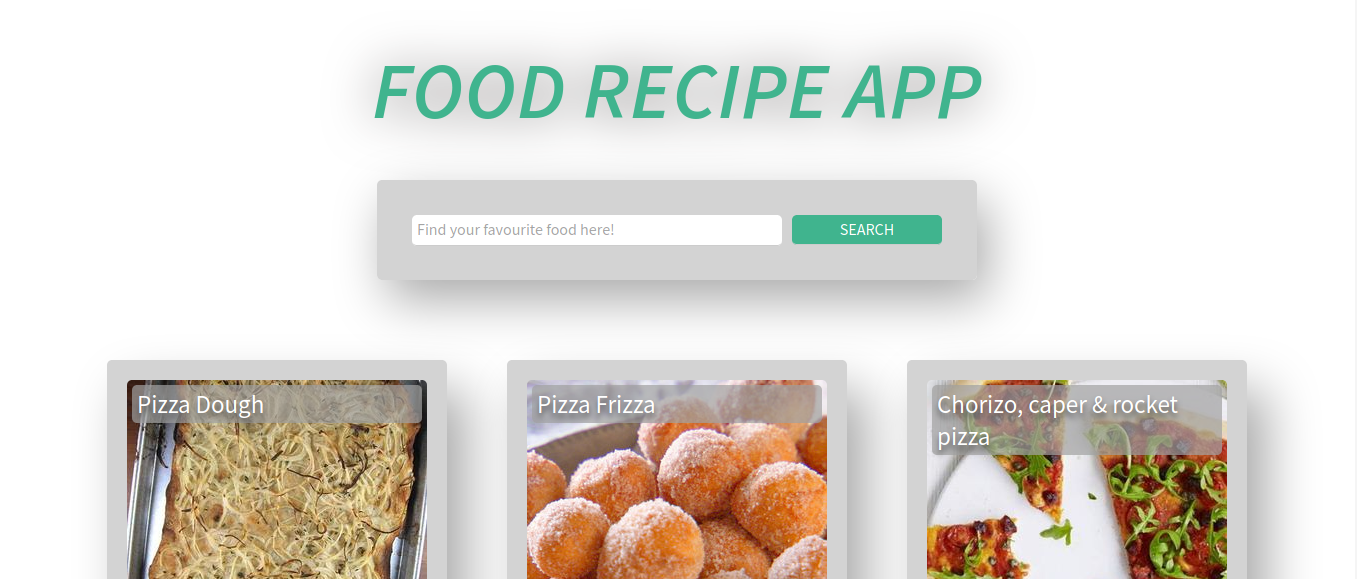 FOOD RECIPE APP
Find your favourite food here!
SEARCH
Pizza Dough
Pizza Frizza
Chorizo, caper & rocket
pizza